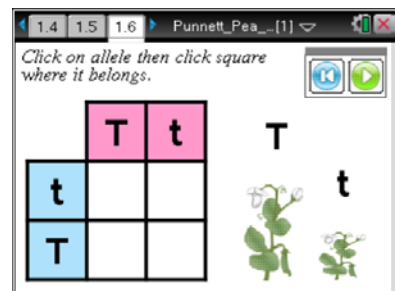 1.4 1.5 1.6 Punnett_Pea_…[1]
Click on allele then click square
where it belongs.
T t
T
t
t
T